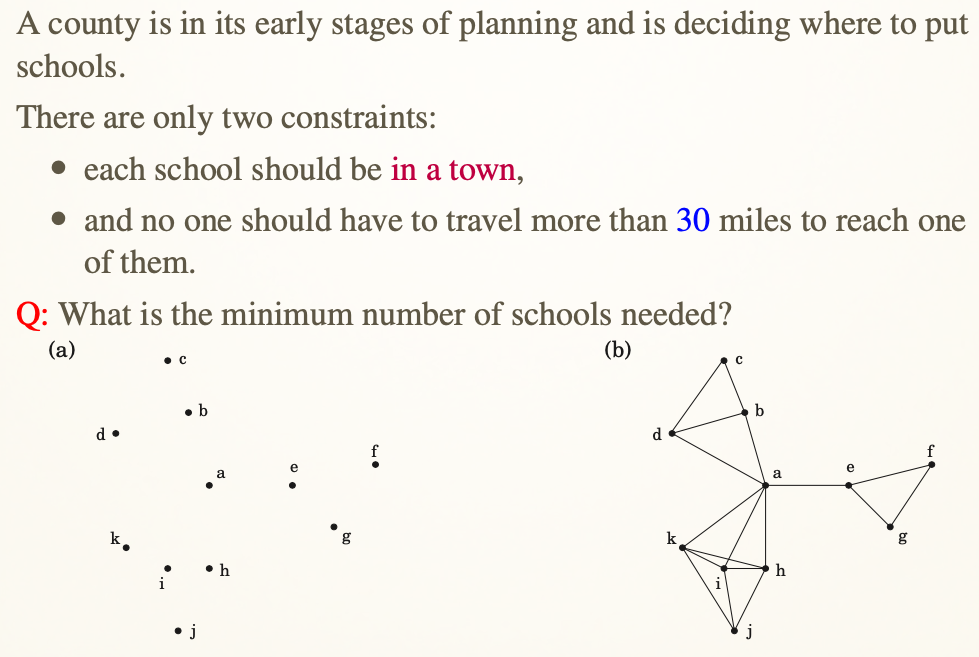 A county is in its early stages of planning and is deciding where to put
schools.
There are only two constraints:
• each school should be in a town,
• and no one should have to travel more than 30 miles to reach one
of them.
Q: What is the minimum number of schools needed?
(a) (b)
c c
b b
d d
f f
a e a e
k g k g
i h i h
j j